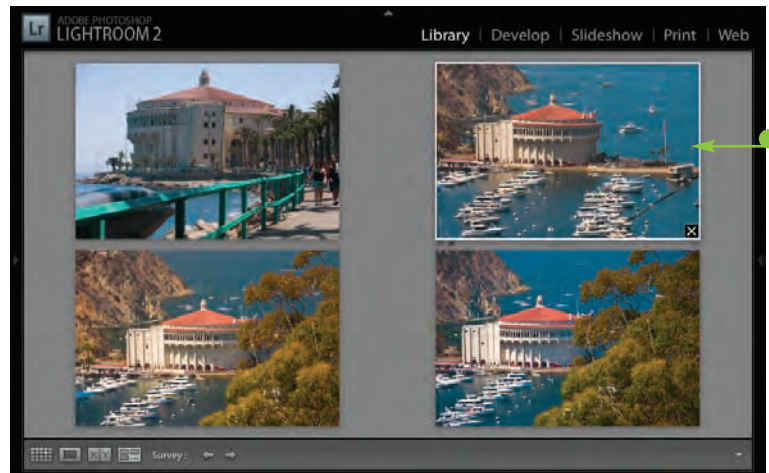 Lr
ADOBE PHOTOSHOP
LIGHTROOM 2
Library | Develop | Slideshow | Print | Web
X Y
Survey :